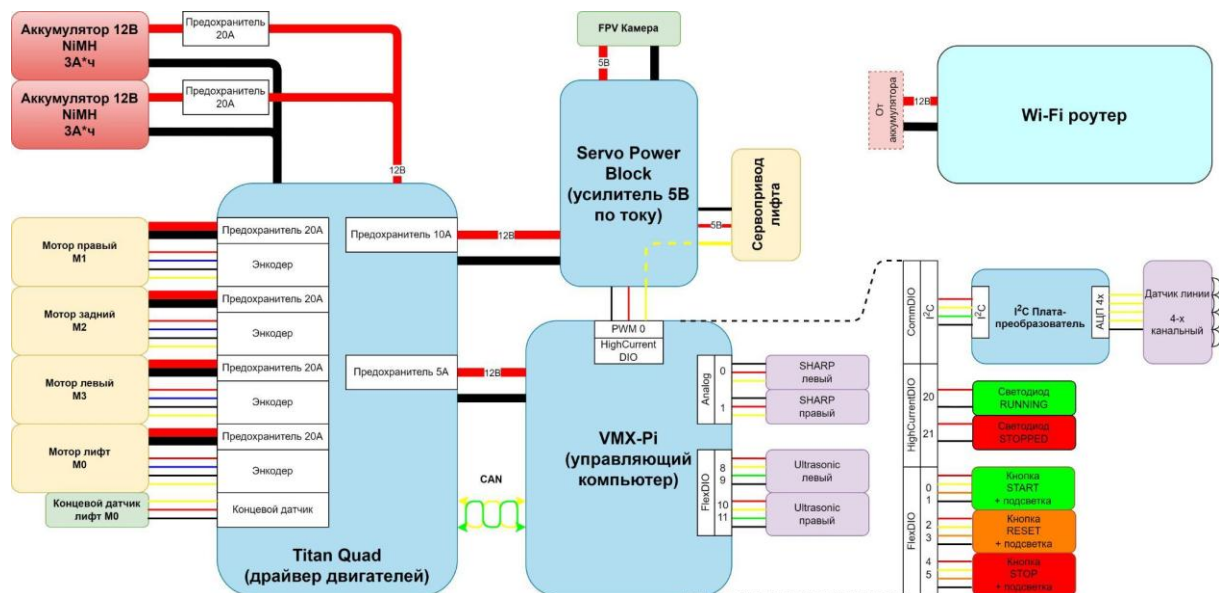 Аккумулятор 12В
NiMH
3А*ч
Предохранитель
20А
Аккумулятор 12В
NiMH
3А*ч
Предохранитель
20А
12В
FPV Камера
5В
Servo Power
Block
(усилитель 5В
по току)
5В
Сервопривод
лифта
От
аккумулятора
12В
Wi-Fi роутер
Мотор правый
М1
Предохранитель 20А
Энкодер
Мотор задний
М2
Предохранитель 20А
Энкодер
Мотор левый
М3
Предохранитель 20А
Энкодер
Мотор лифт
М0
Предохранитель 20А
Энкодер
Концевой датчик
лифт М0
Концевой датчик
Предохранитель 10А
12В
Предохранитель 5А
12В
Titan Quad
(драйвер двигателей)
CAN
PWM 0
HighCurrent
DIO
VMX-Pi
(управляющий
компьютер)
Analog
0
1
SHARP
левый
SHARP
правый
FlexDIO
8
9
10
11
Ultrasonic
левый
Ultrasonic
правый
CommDIO
I²C
I²C
I²C Плата-
преобразователь
АЦП 4х
Датчик линии
4-х
канальный
HighCurrentDIO
20
21
Светодиод
RUNNING
Светодиод
STOPPED
FlexDIO
0
1
2
3
4
5
Кнопка
START
+ подсветка
Кнопка
RESET
+ подсветка
Кнопка
STOP
+ подсветка